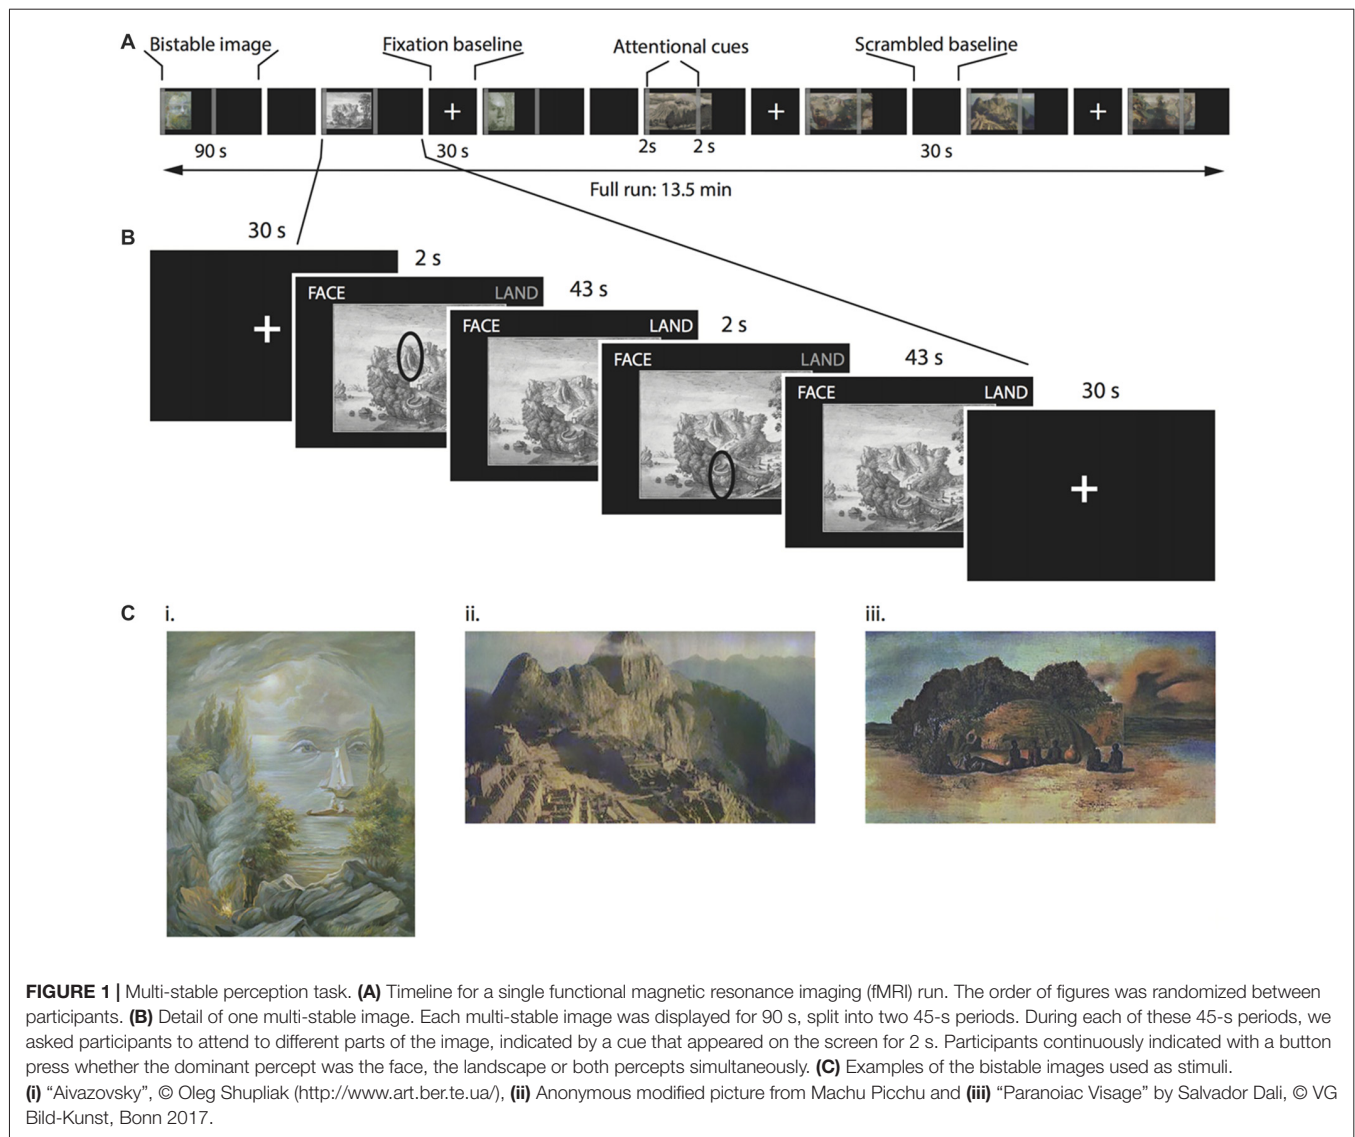 A
Bistable image
Fixation baseline
Attentional cues
Scrambled baseline
90 s
30 s
2s
2 s
30 s
Full run: 13.5 min
B
30 s
2 s
FACE
LAND
43 s
FACE
LAND
2 s
FACE
LAND
43 s
FACE
LAND
30 s
C
i.
ii.
iii.
FIGURE 1 | Multi-stable perception task. (A) Timeline for a single functional magnetic resonance imaging (fMRI) run. The order of figures was randomized between
participants. (B) Detail of one multi-stable image. Each multi-stable image was displayed for 90 s, split into two 45-s periods. During each of these 45-s periods, we
asked participants to attend to different parts of the image, indicated by a cue that appeared on the screen for 2 s. Participants continuously indicated with a button
press whether the dominant percept was the face, the landscape or both percepts simultaneously. (C) Examples of the bistable images used as stimuli.
(i) “Aivazovsky”, © Oleg Shupliak (http://www.art.ber.te.ua/), (ii) Anonymous modified picture from Machu Picchu and (iii) “Paranoiac Visage” by Salvador Dali, © VG
Bild-Kunst, Bonn 2017.